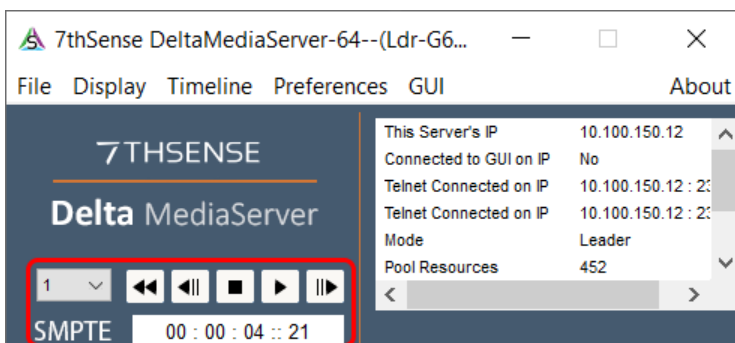 7thSense DeltaMediaServer-64--(Ldr-G6...
File Display Timeline Preferences GUI About
7THSENSE
Delta MediaServer
This Server's IP 10.100.150.12
Connected to GUI on IP No
Telnet Connected on IP 10.100.150.12 : 23
Telnet Connected on IP 10.100.150.12 : 23
Mode Leader
Pool Resources 452
1
SMPTE 00 : 00 : 04 :: 21